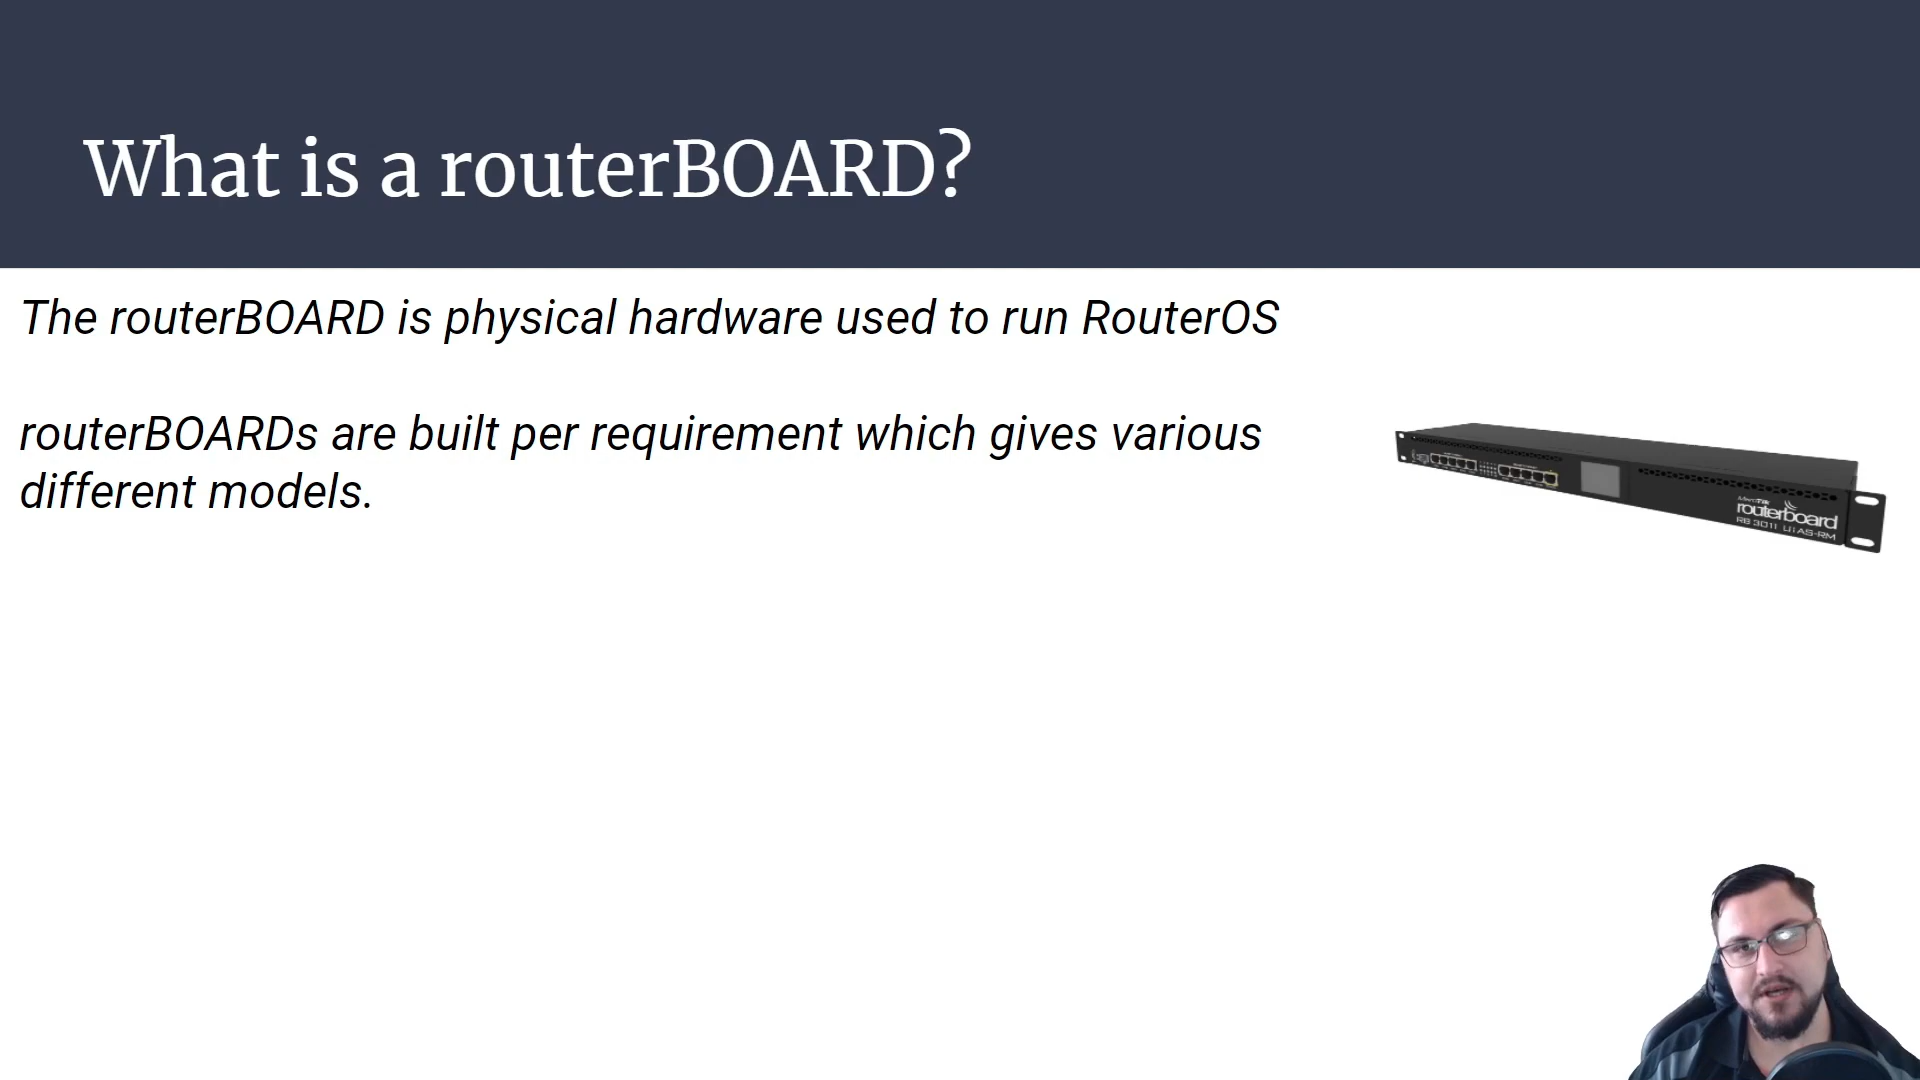 What is a routerBOARD?
The routerBOARD is physical hardware used to run RouterOS
routerBOARDs are built per requirement which gives various
different models.
MikroTik
routerboard
RB 3011 UiAS-RM